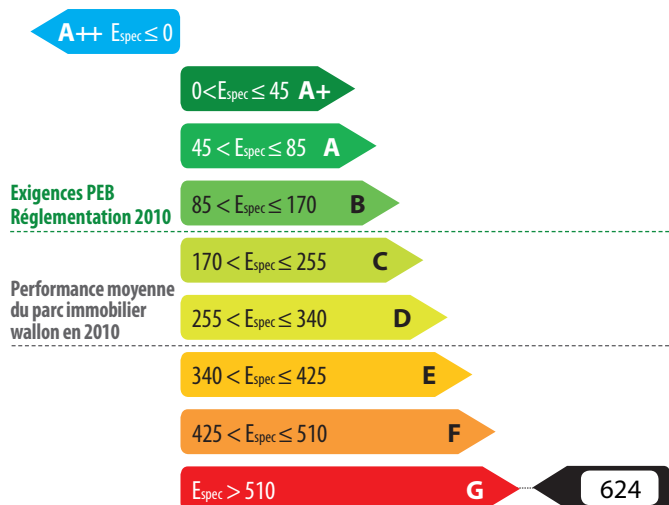 A++ Espec ≤ 0
0<Espec ≤ 45 A+
45 < Espec ≤ 85 A
Exigences PEB
Réglementation 2010
85 < Espec ≤ 170 B
170 < Espec ≤ 255 C
Performance moyenne
du parc immobilier
wallon en 2010
255 < Espec ≤ 340 D
340 < Espec ≤ 425 E
425 < Espec ≤ 510 F
Espec > 510 G
624